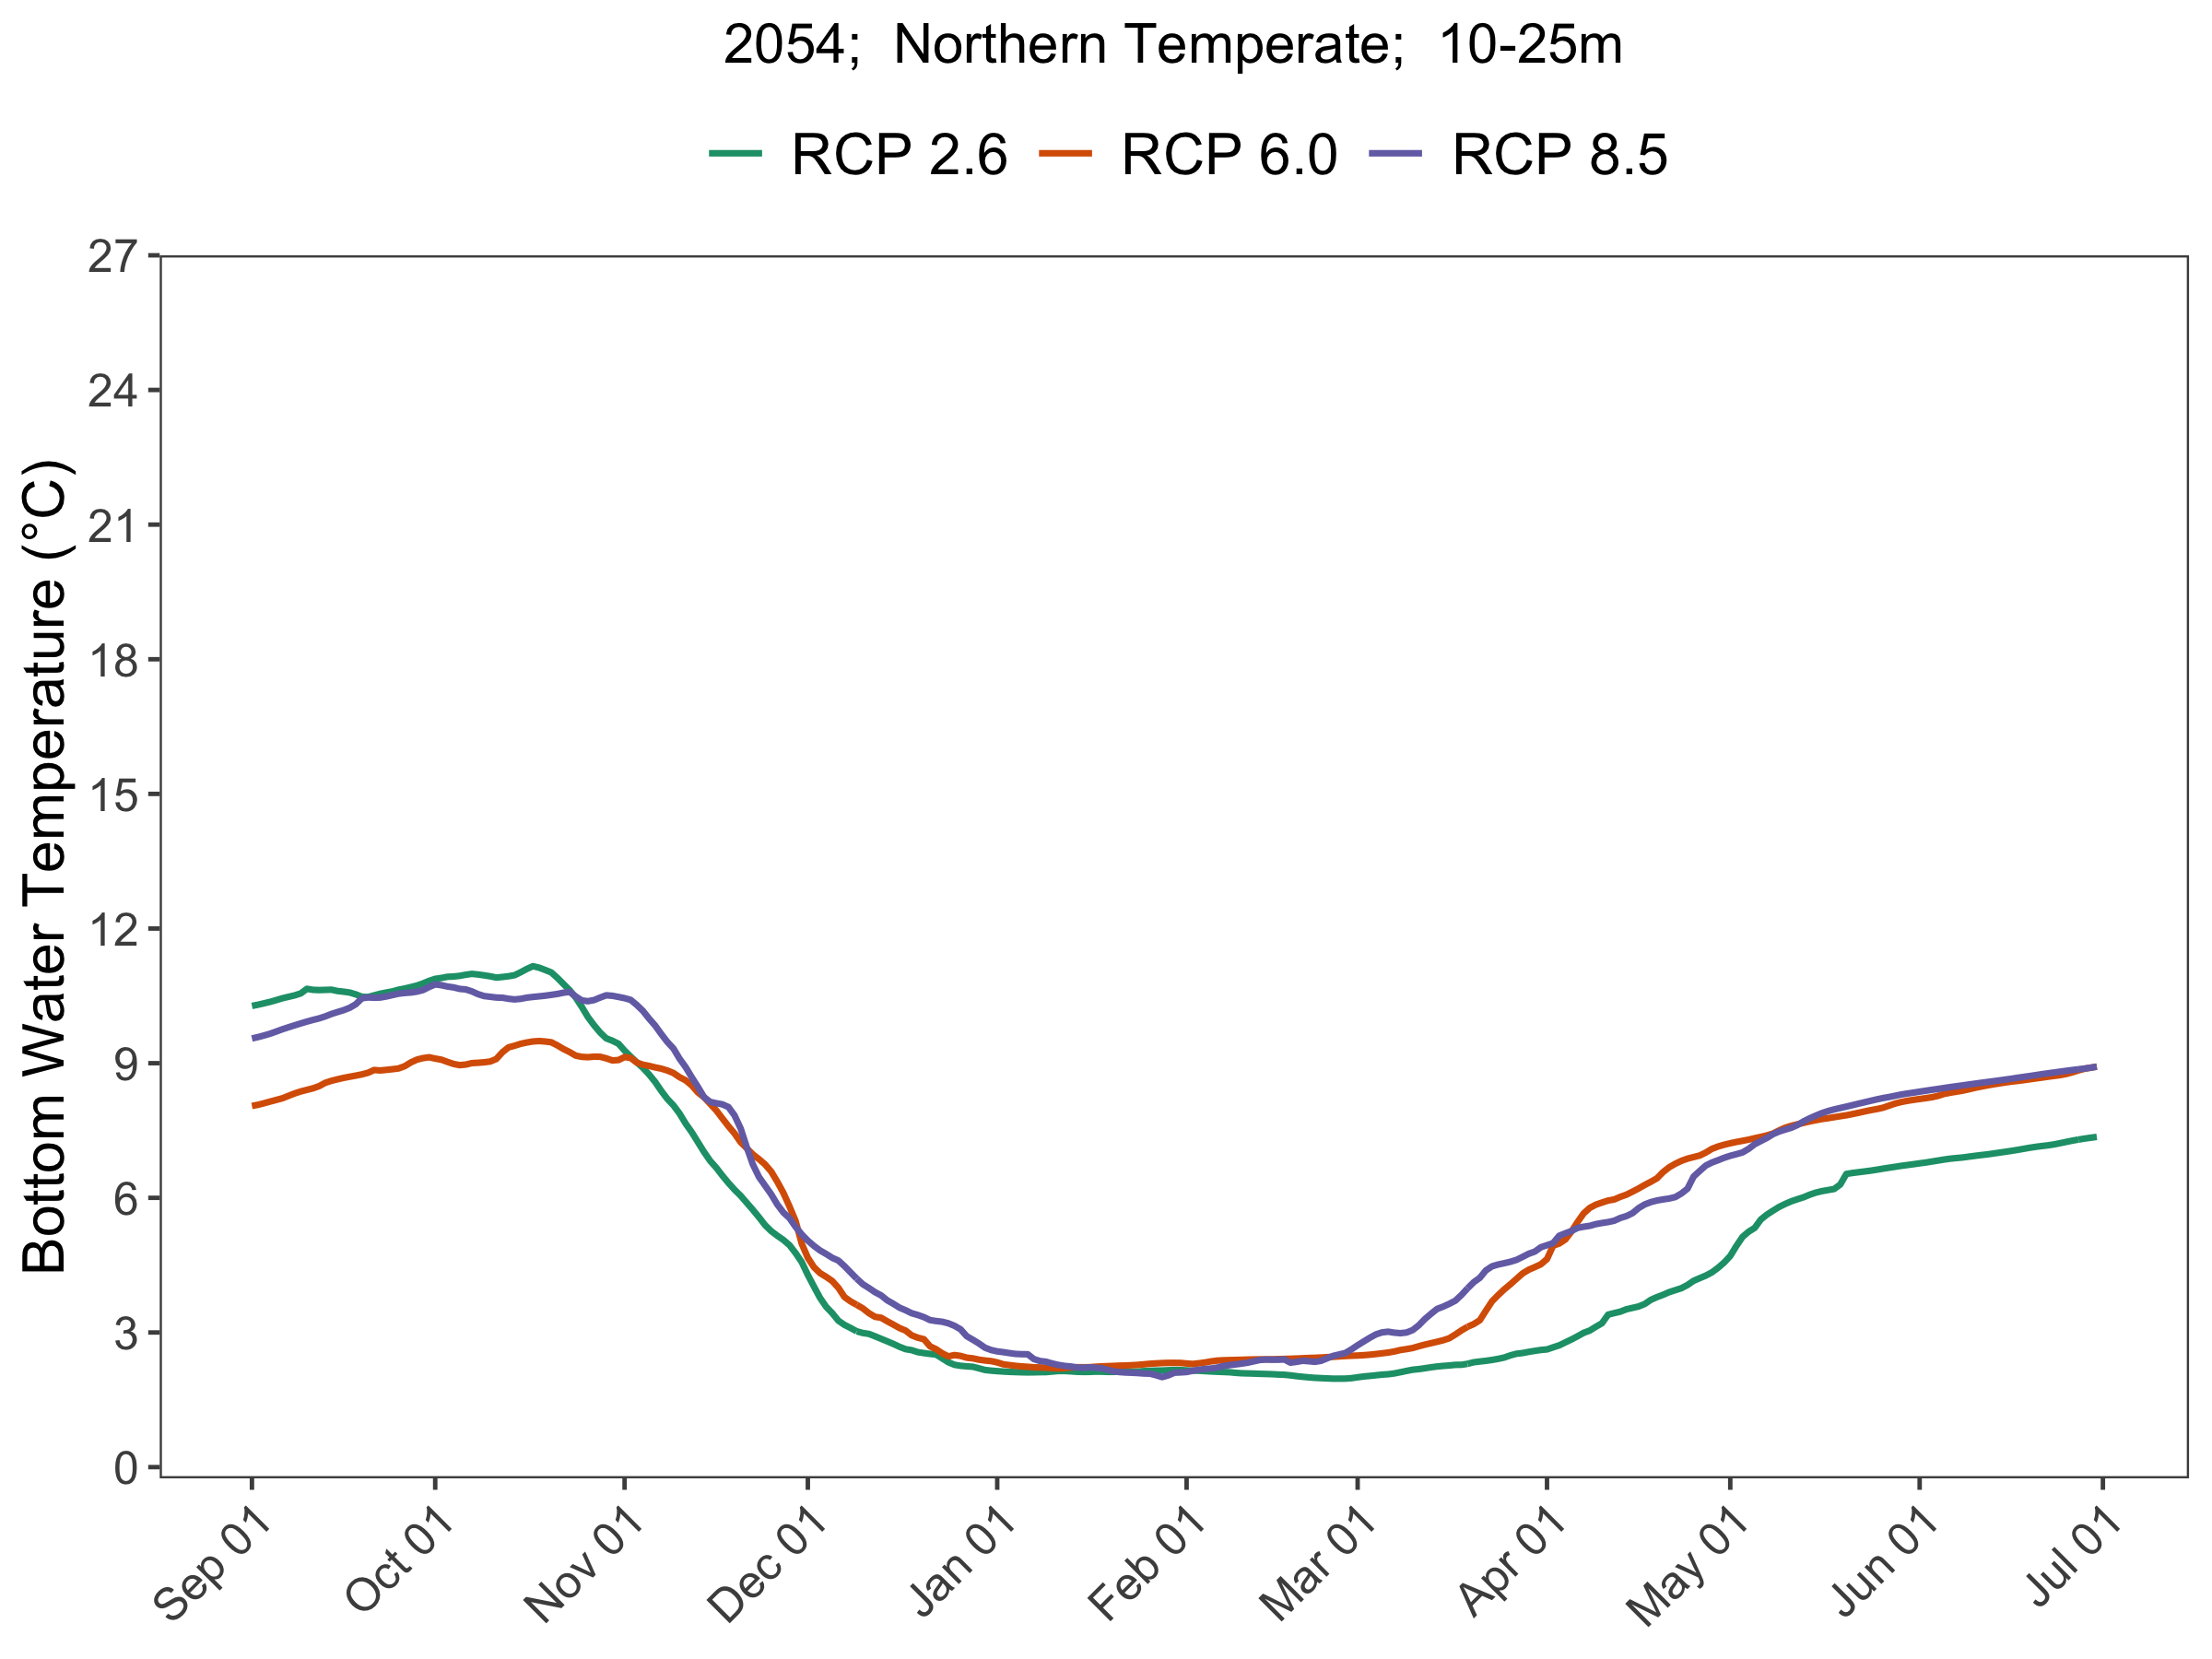 2054;  Northern Temperate;  10-25m
RCP 2.6 RCP 6.0 RCP 8.5
Bottom Water Temperature (°C)
27
24
21
18
15
12
9
6
3
0
Sep 01 Oct 01 Nov 01 Dec 01 Jan 01 Feb 01 Mar 01 Apr 01 May 01 Jun 01 Jul 01